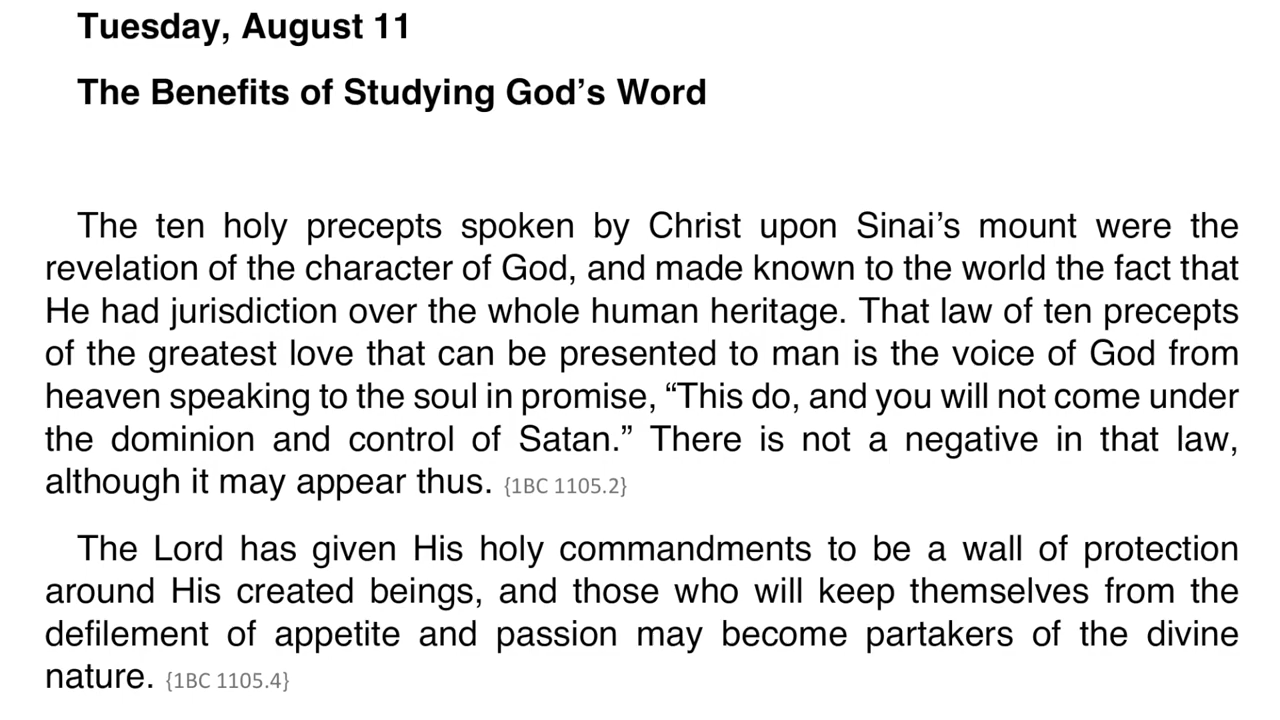 Tuesday, August 11
The Benefits of Studying God’s Word
The ten holy precepts spoken by Christ upon Sinai’s mount were the
revelation of the character of God, and made known to the world the fact that
He had jurisdiction over the whole human heritage. That law of ten precepts
of the greatest love that can be presented to man is the voice of God from
heaven speaking to the soul in promise, “This do, and you will not come under
the dominion and control of Satan.” There is not a negative in that law,
although it may appear thus. {1BC 1105.2}
The Lord has given His holy commandments to be a wall of protection
around His created beings, and those who will keep themselves from the
defilement of appetite and passion may become partakers of the divine
nature. {1BC 1105.4}